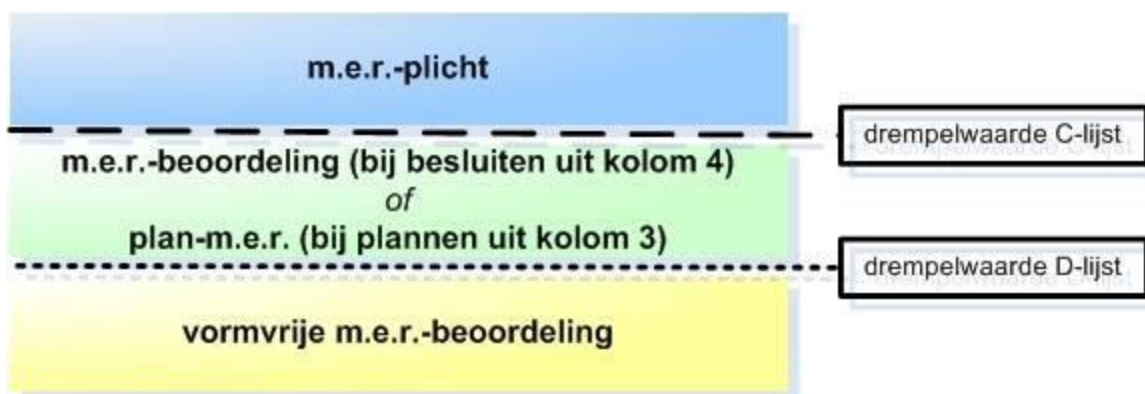 m.e.r.-plicht
drempelwaarde C-lijst
m.e.r.-beoordeling (bij besluiten uit kolom 4)
of
plan-m.e.r. (bij plannen uit kolom 3)
drempelwaarde D-lijst
vormvrije m.e.r.-beoordeling